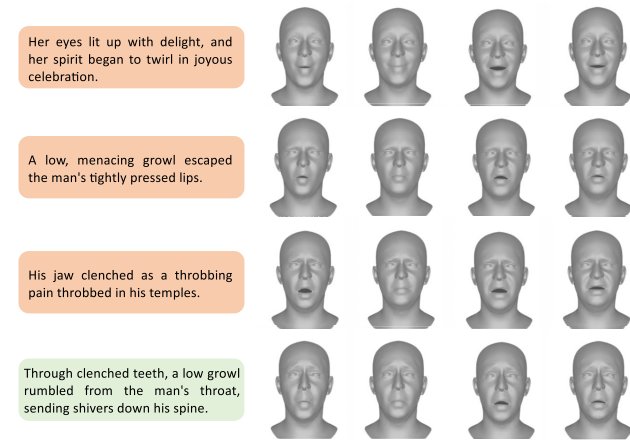 Her eyes lit up with delight, and
her spirit began to twirl in joyous
celebration.
A low, menacing growl escaped
the man's tightly pressed lips.
His jaw clenched as a throbbing
pain throbbed in his temples.
Through clenched teeth, a low growl
rumbled from the man's throat,
sending shivers down his spine.